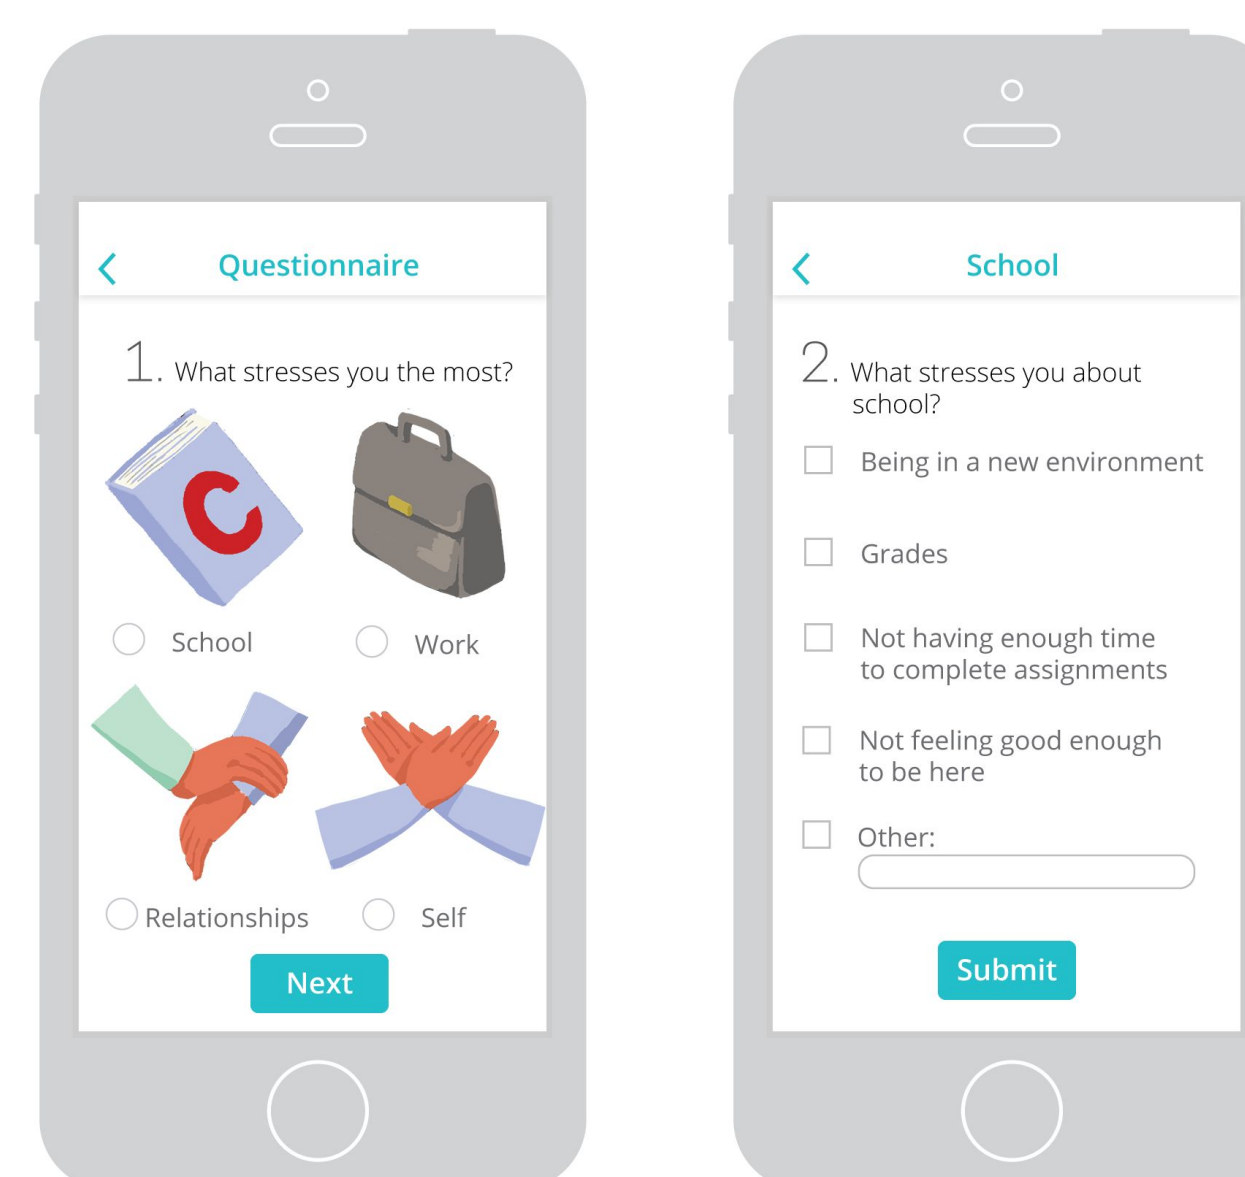 Questionnaire
1. What stresses you the most?
C
School
Work
Relationships
Self
Next
School
2. What stresses you about
school?
Being in a new environment
Grades
Not having enough time
to complete assignments
Not feeling good enough
to be here
Other:
Submit